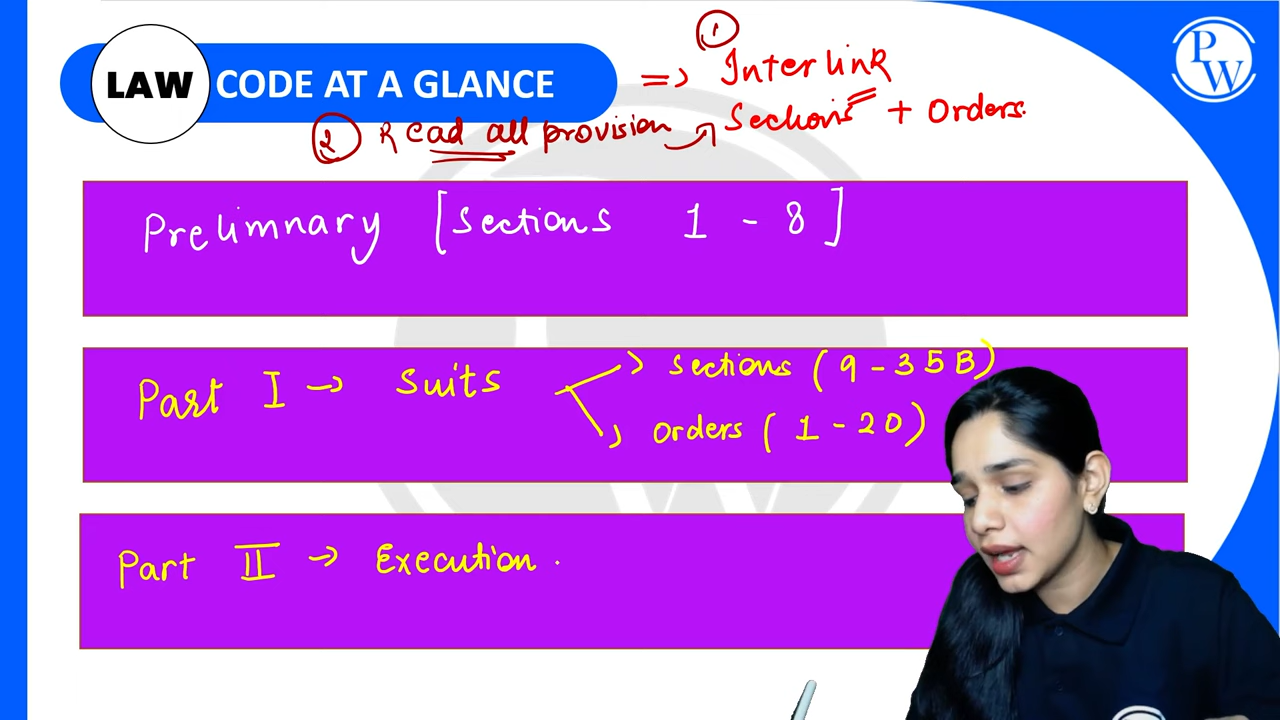 ①
LAW CODE AT A GLANCE => Interlink
Sections + Orders.
② Read all provision
PW
Prelimnary [Sections 1 - 8]
Part I → Suits → Sections (9 - 35B)
→ Orders (1 - 20)
Part II → Execution.